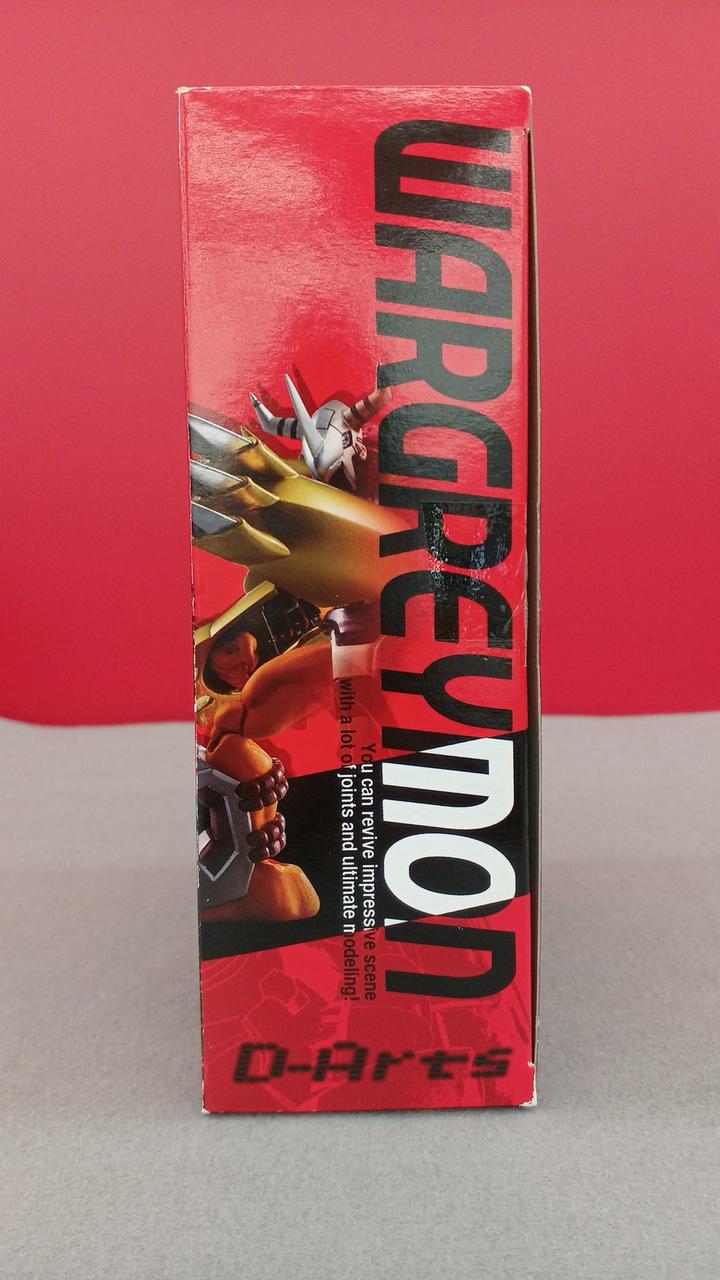 WARGREYMON
You can revive impressive scene
with a lot of joints and ultimate modeling!
D-Arts